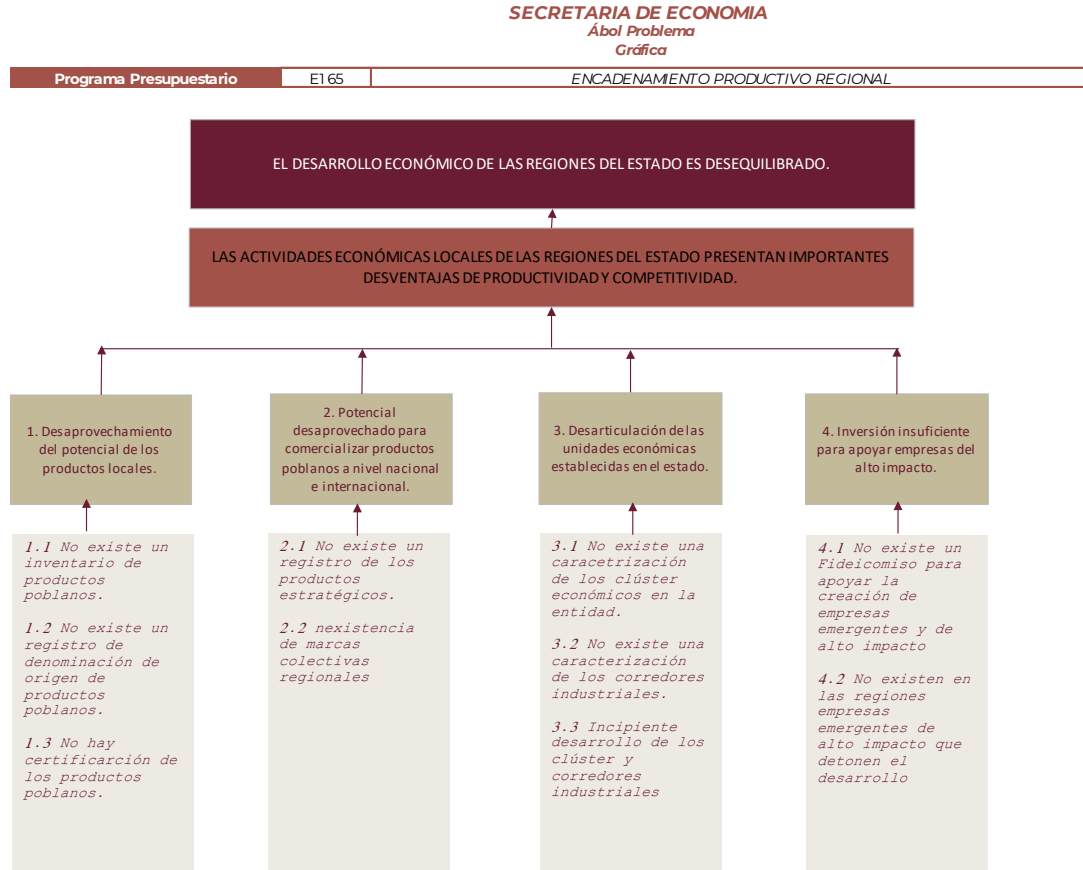 SECRETARIA DE ECONOMIA
Ábol Problema
Gráfica
Programa Presupuestario E165 ENCADENAMIENTO PRODUCTIVO REGIONAL
EL DESARROLLO ECONÓMICO DE LAS REGIONES DEL ESTADO ES DESEQUILIBRADO.
LAS ACTIVIDADES ECONÓMICAS LOCALES DE LAS REGIONES DEL ESTADO PRESENTAN IMPORTANTES
DESVENTAJAS DE PRODUCTIVIDAD Y COMPETITIVIDAD.
1. Desaprovechamiento
del potencial de los
productos locales.
2. Potencial
desaprovechado para
comercializar productos
poblanos a nivel nacional
e internacional.
3. Desarticulación de las
unidades económicas
establecidas en el estado.
4. Inversión insuficiente
para apoyar empresas del
alto impacto.
1.1 No existe un
inventario de
productos
poblanos.
1.2 No existe un
registro de
denominación de
origen de
productos
poblanos.
1.3 No hay
certificarción de
los productos
poblanos.
2.1 No existe un
registro de los
productos
estratégicos.
2.2 nexistencia
de marcas
colectivas
regionales
3.1 No existe una
caracetrización
de los clúster
económicos en la
entidad.
3.2 No existe una
caracterización
de los corredores
industriales.
3.3 Incipiente
desarrollo de los
clúster y
corredores
industriales
4.1 No existe un
Fideicomiso para
apoyar la
creación de
empresas
emergentes y de
alto impacto
4.2 No existen en
las regiones
empresas
emergentes de
alto impacto que
detonen el
desarrollo